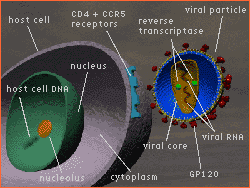 host cell
CD4 + CCR5
receptors
reverse
transcriptase
viral particle
nucleus
host cell DNA
nucleolus
cytoplasm
viral core
viral RNA
GP120